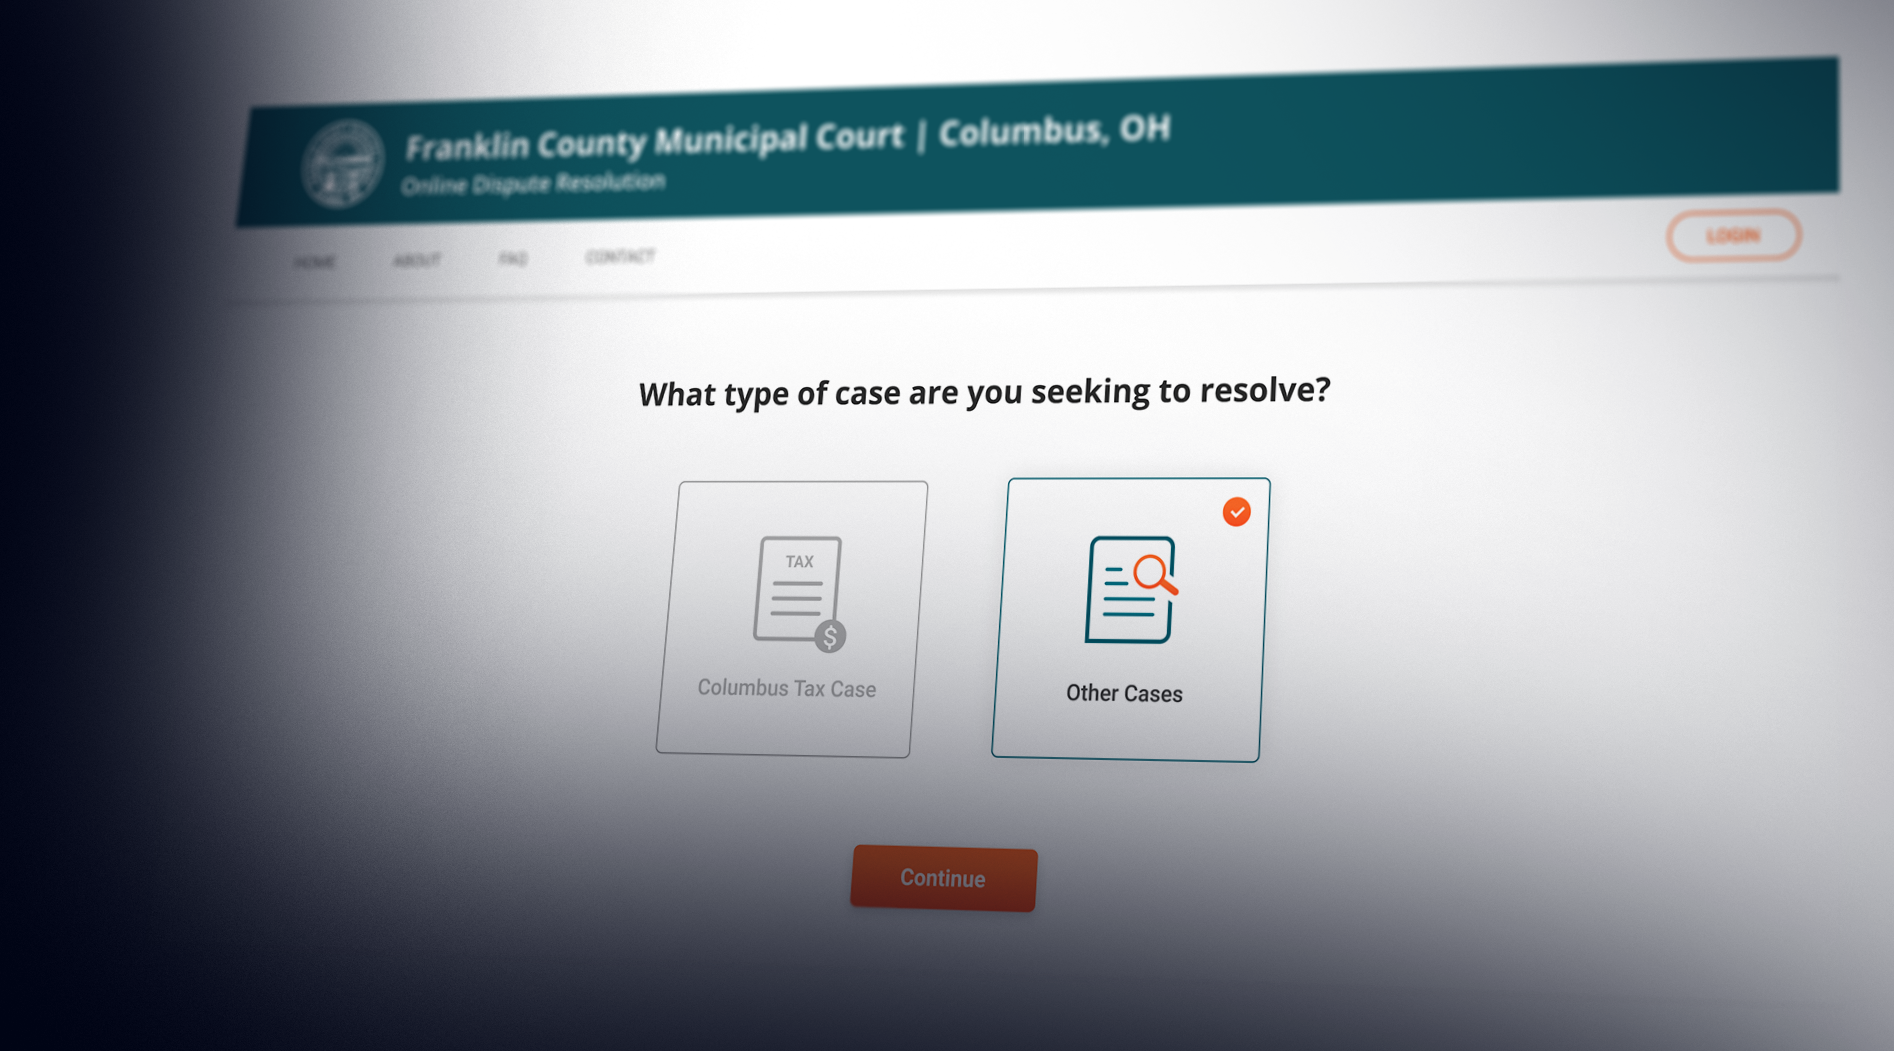 Franklin County Municipal Court | Columbus, OH
Online Dispute Resolution
HOME ABOUT FAQ CONTACT
LOGIN
What type of case are you seeking to resolve?
TAX
$
Columbus Tax Case
Other Cases
Continue